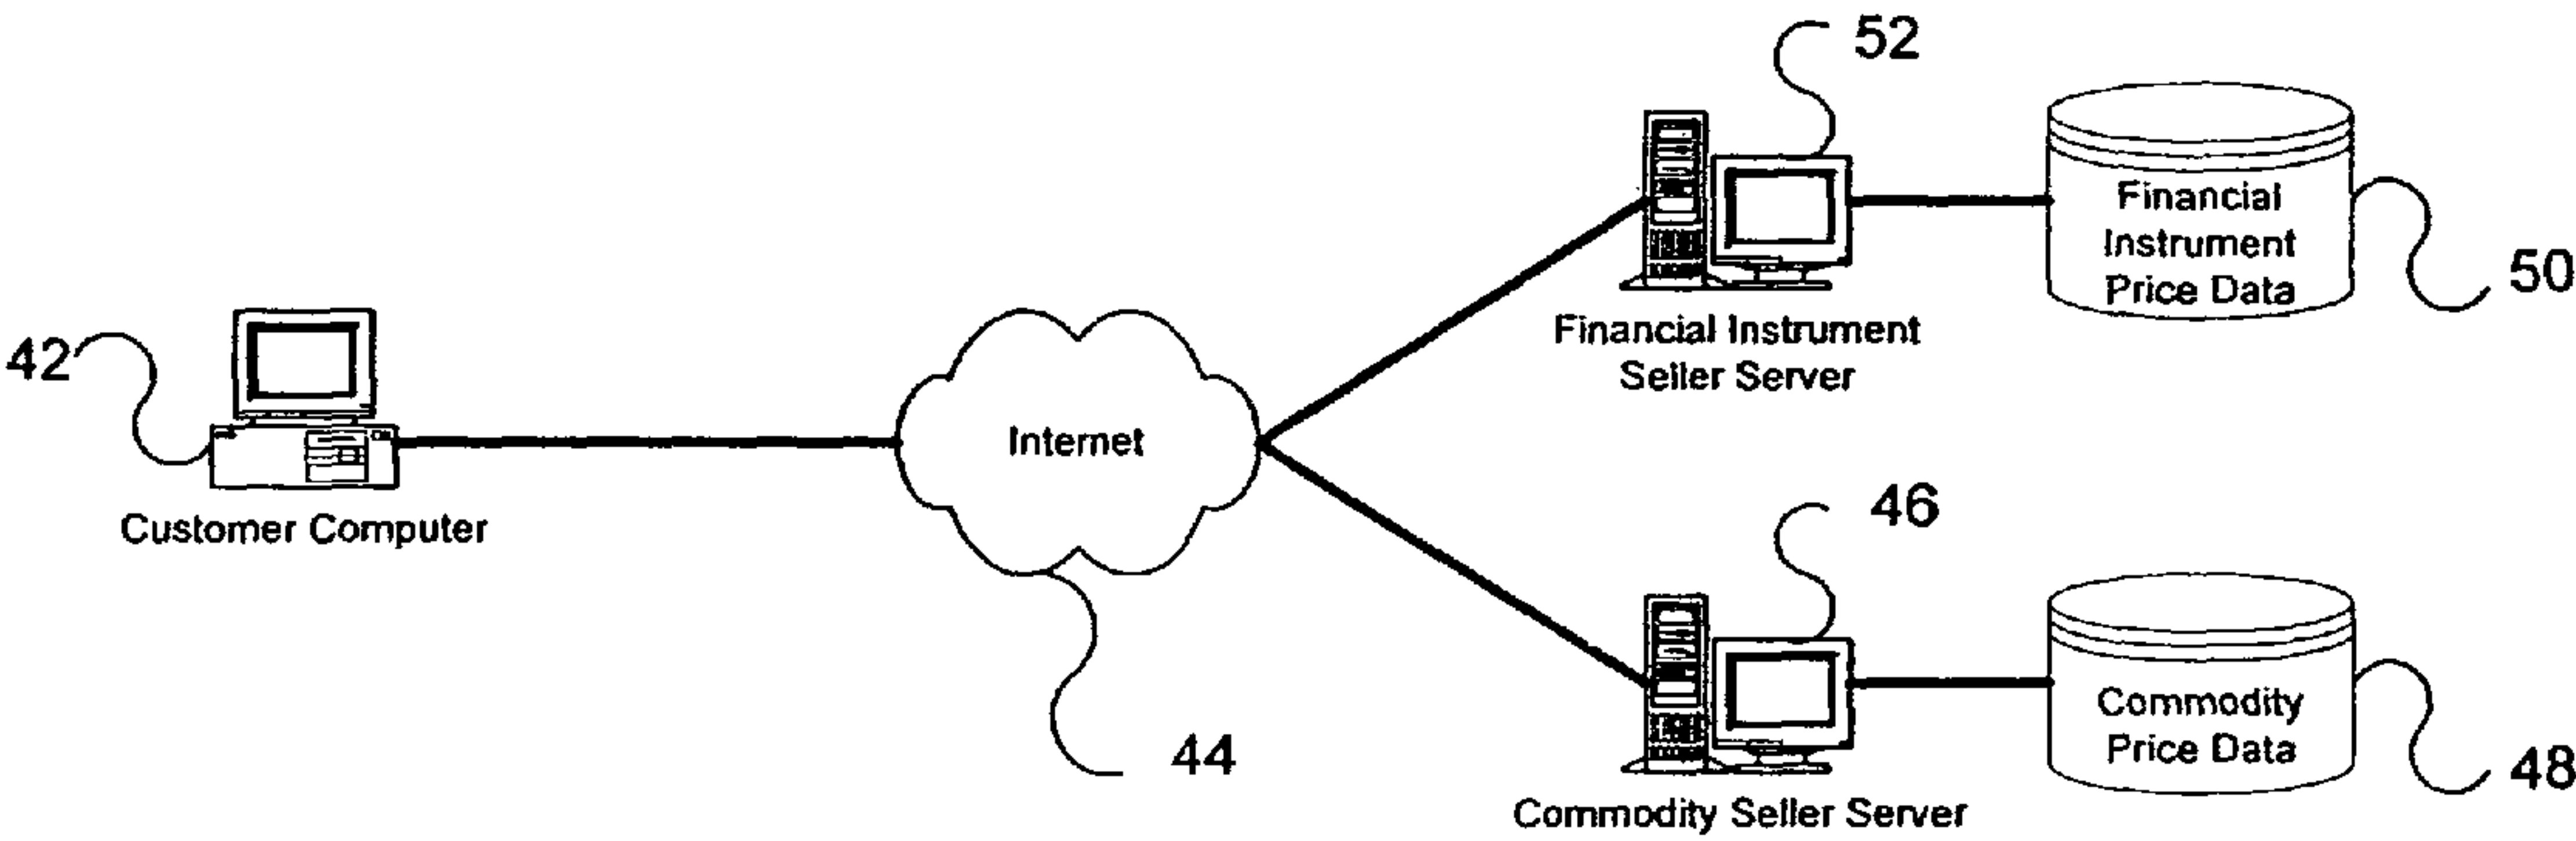 52
Financial
Instrument
Price Data
50
Financial Instrument
Seller Server
42
Customer Computer
Internet
44
46
Commodity
Price Data
48
Commodity Seller Server